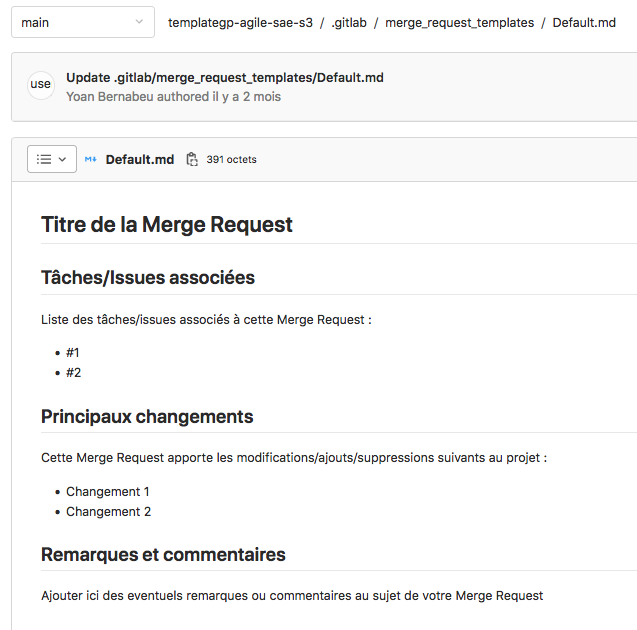 main templategp-agile-sae-s3 / .gitlab / merge_request_templates / Default.md
use Update .gitlab/merge_request_templates/Default.md
Yoan Bernabeu authored il y a 2 mois
M+ Default.md 391 octets
Titre de la Merge Request
Tâches/Issues associées
Liste des tâches/issues associés à cette Merge Request :
• #1
• #2
Principaux changements
Cette Merge Request apporte les modifications/ajouts/suppressions suivants au projet :
• Changement 1
• Changement 2
Remarques et commentaires
Ajouter ici des eventuels remarques ou commentaires au sujet de votre Merge Request